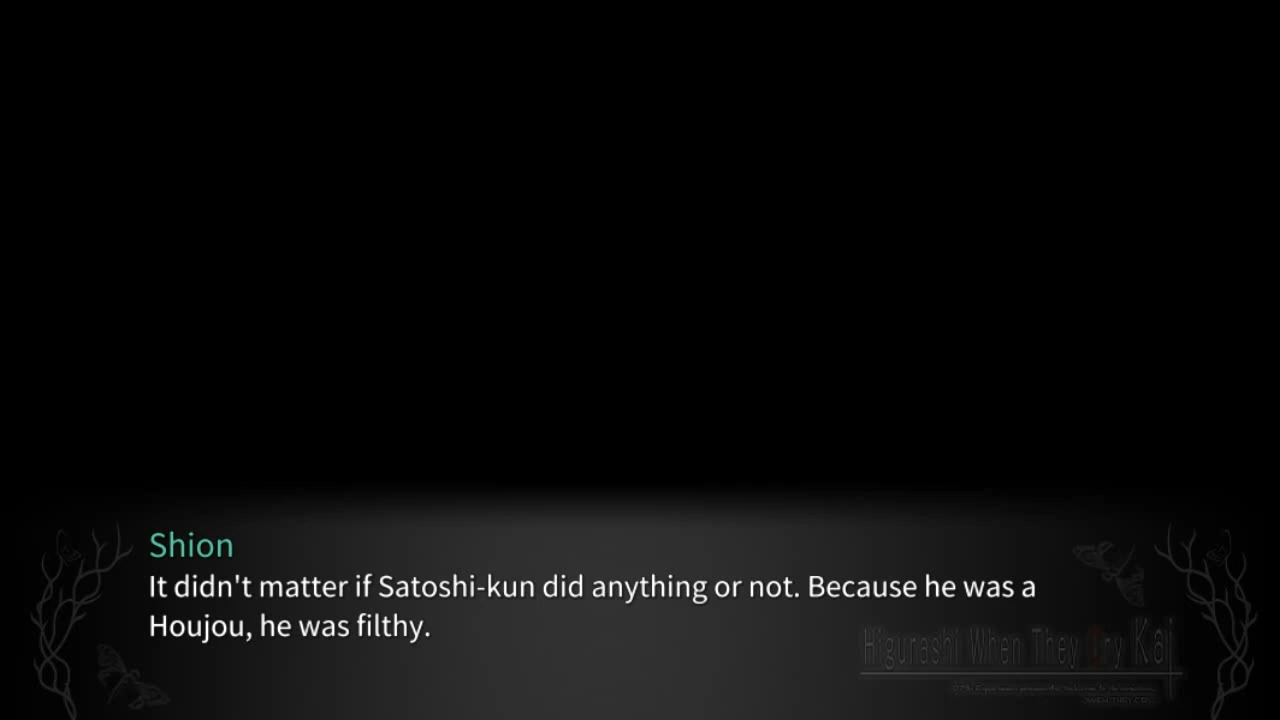 Shion
It didn't matter if Satoshi-kun did anything or not. Because he was a
Houjou, he was filthy.
Higurashi When They Cry Kai